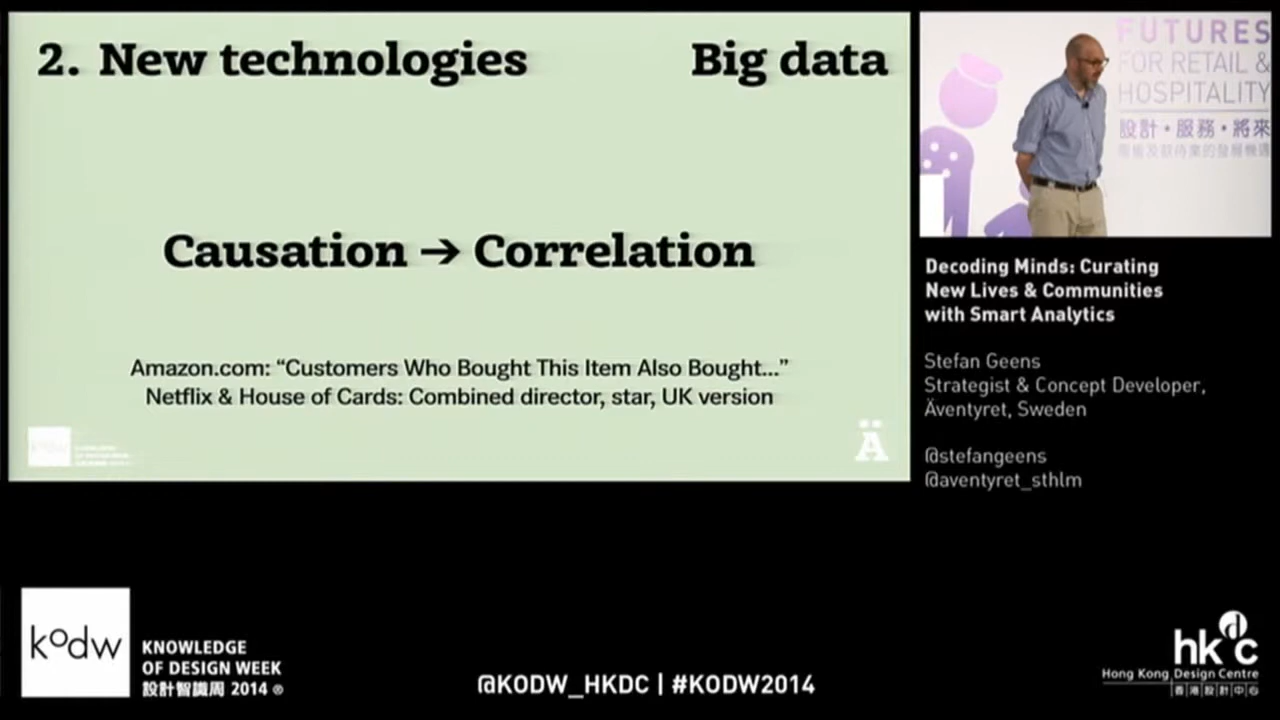 2. New technologies
Big data
Causation → Correlation
Amazon.com: “Customers Who Bought This Item Also Bought...”
Netflix & House of Cards: Combined director, star, UK version
Ä
FUTURES
FOR RETAIL &
HOSPITALITY
設計・服務・將來
Decoding Minds: Curating
New Lives & Communities
with Smart Analytics
Stefan Geens
Strategist & Concept Developer,
Äventyret, Sweden
@stefangeens
@aventyret_sthlm
kodw
KNOWLEDGE
OF DESIGN WEEK
設計智識周 2014 ®
@KODW_HKDC | #KODW2014
hkdc
Hong Kong Design Centre
香港設計中心